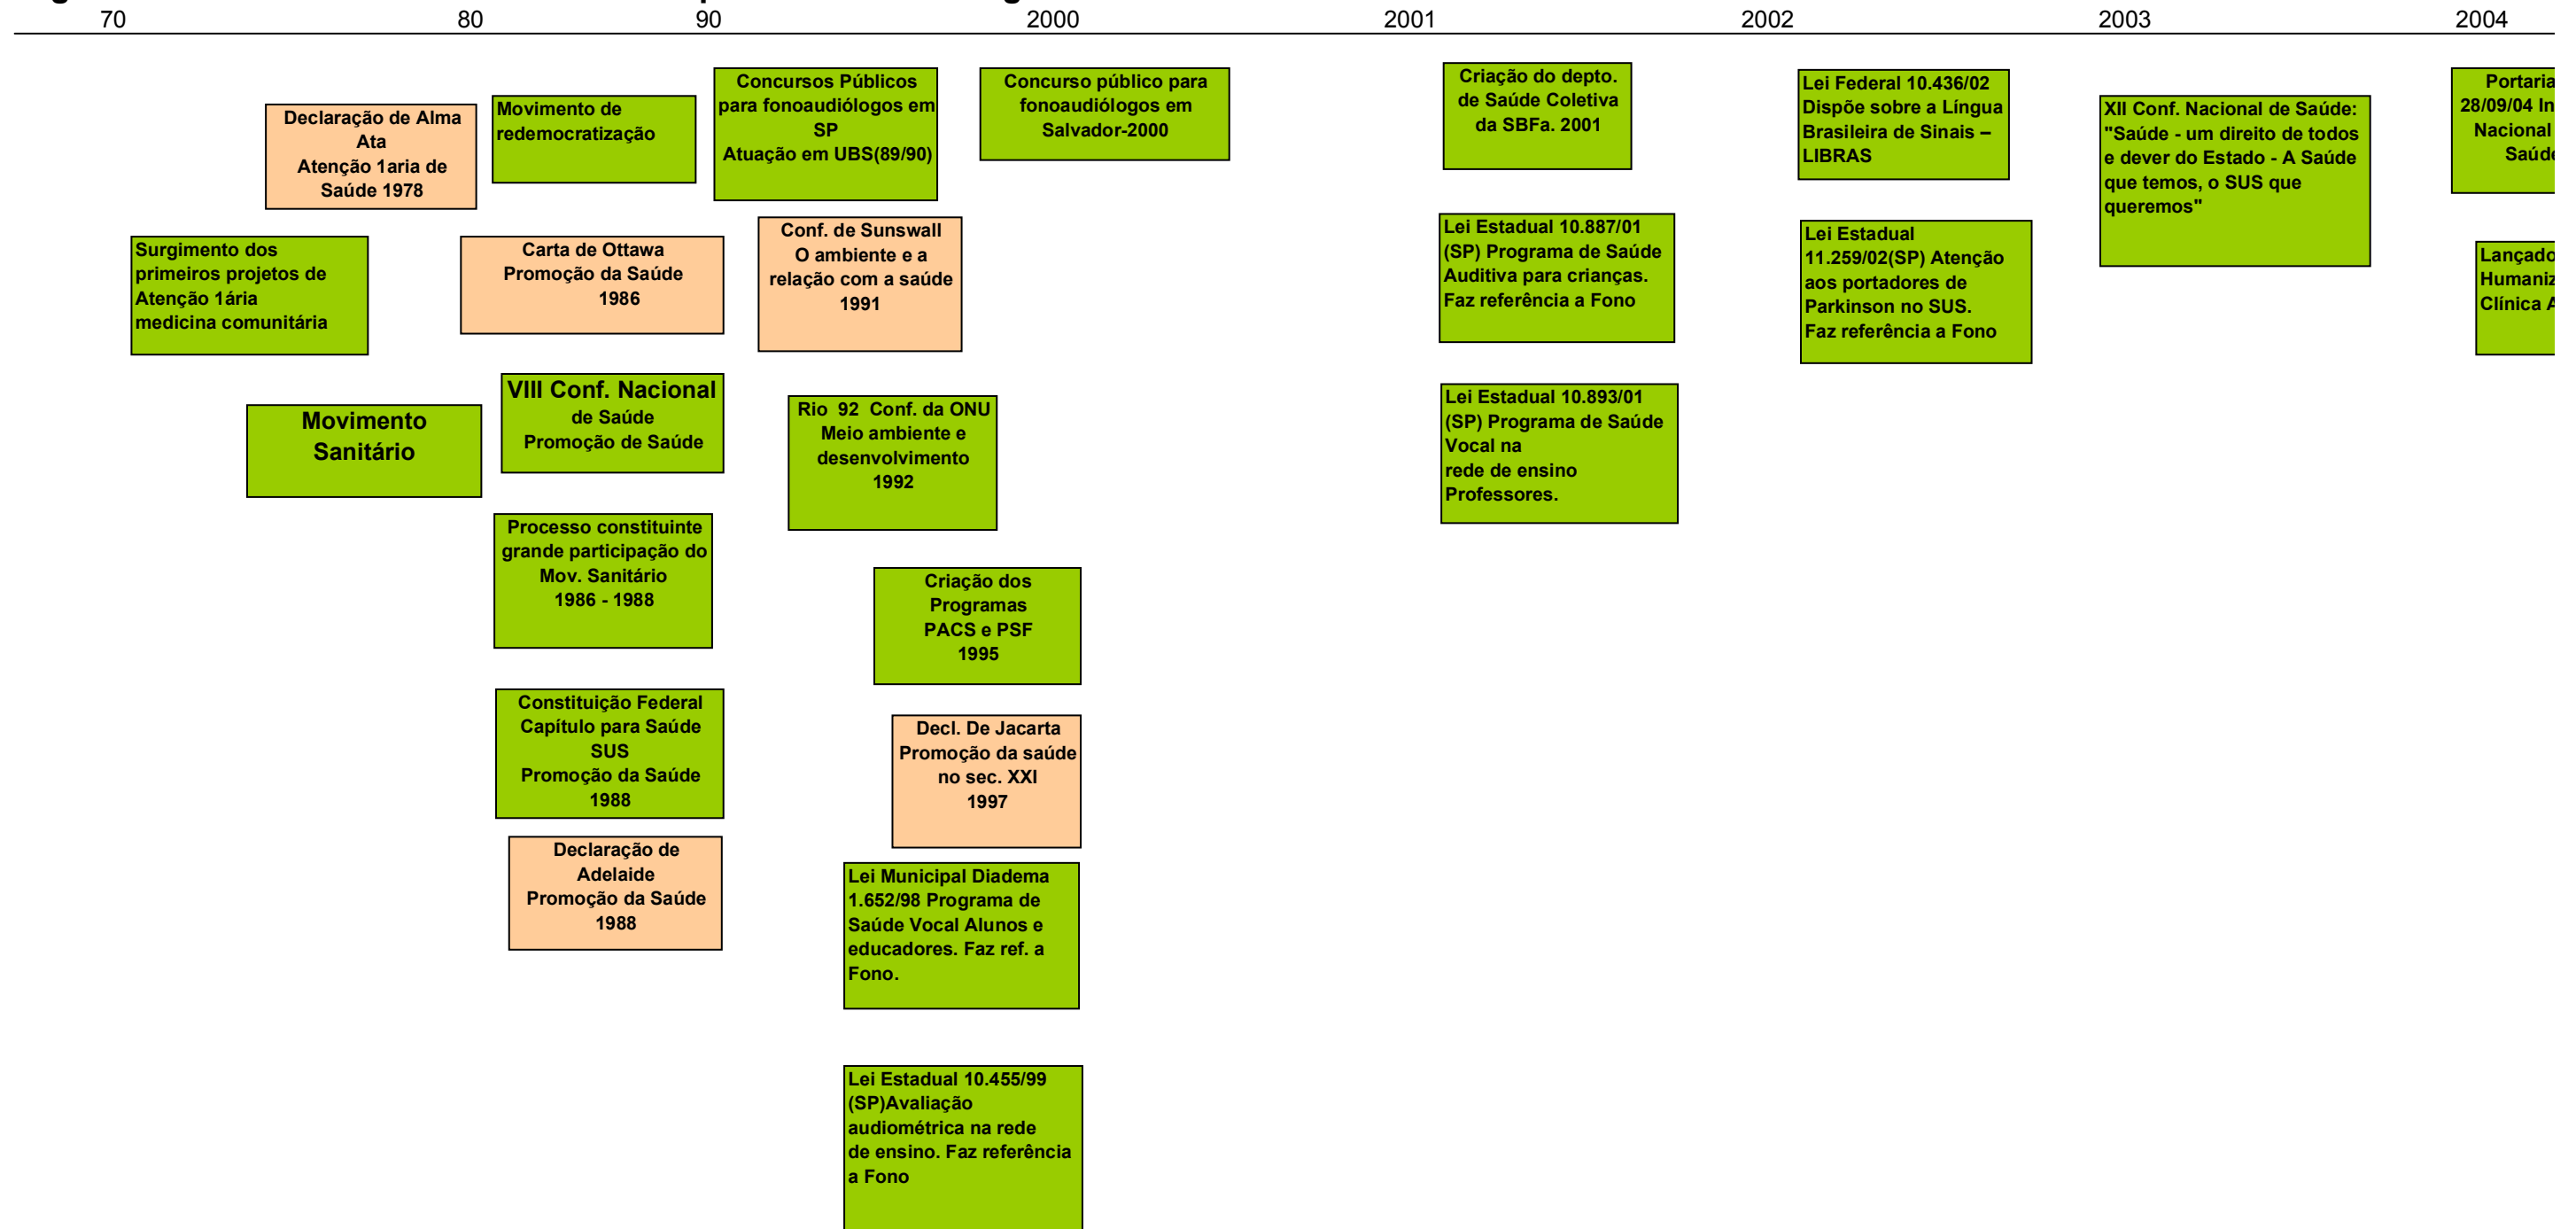 70 80 90 2000 2001 2002 2003 2004
Declaração de Alma
Ata
Atenção 1aria de
Saúde 1978
Movimento de
redemocratização
Concursos Públicos
para fonoaudiólogos em
SP
Atuação em UBS(89/90)
Concurso público para
fonoaudiólogos em
Salvador-2000
Criação do depto.
de Saúde Coletiva
da SBFa. 2001
Lei Federal 10.436/02
Dispõe sobre a Língua
Brasileira de Sinais –
LIBRAS
XII Conf. Nacional de Saúde:
"Saúde - um direito de todos
e dever do Estado - A Saúde
que temos, o SUS que
queremos"
Portaria
28/09/04 In
Nacional
Saúde
Surgimento dos
primeiros projetos de
Atenção 1ária
medicina comunitária
Carta de Ottawa
Promoção da Saúde
1986
Conf. de Sunswall
O ambiente e a
relação com a saúde
1991
Lei Estadual 10.887/01
(SP) Programa de Saúde
Auditiva para crianças.
Faz referência a Fono
Lei Estadual
11.259/02(SP) Atenção
aos portadores de
Parkinson no SUS.
Faz referência a Fono
Lançado
Humaniz
Clínica A
Movimento
Sanitário
VIII Conf. Nacional
de Saúde
Promoção de Saúde
Rio 92 Conf. da ONU
Meio ambiente e
desenvolvimento
1992
Lei Estadual 10.893/01
(SP) Programa de Saúde
Vocal na
rede de ensino
Professores.
Processo constituinte
grande participação do
Mov. Sanitário
1986 - 1988
Criação dos
Programas
PACS e PSF
1995
Constituição Federal
Capítulo para Saúde
SUS
Promoção da Saúde
1988
Decl. De Jacarta
Promoção da saúde
no sec. XXI
1997
Declaração de
Adelaide
Promoção da Saúde
1988
Lei Municipal Diadema
1.652/98 Programa de
Saúde Vocal Alunos e
educadores. Faz ref. a
Fono.
Lei Estadual 10.455/99
(SP)Avaliação
audiométrica na rede
de ensino. Faz referência
a Fono